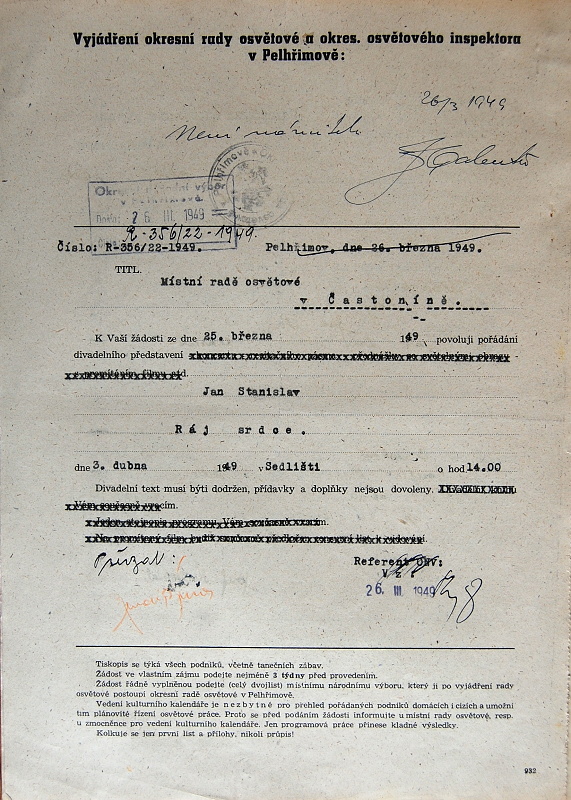 Vyjádření okresní rady osvětové a okres. osvětového inspektora
v Pelhřimově:
26/3 1949
Není námitek
Pelhřimově
26 III. 1949
R-356/22-1949.
Číslo: R-356/22-1949.
Pelhřimov, dne 26. března 1949.
TITL.
Místní radě osvětové
v Častoníně.
K Vaší žádosti ze dne 25. března 1949 povoluji pořádání
divadelního představení
Jan Stanislav
Ráj srdce.
dne 3. dubna 1949 v Sedlišti o hod 14.00
Divadelní text musí býti dodržen, přídavky a doplňky nejsou dovoleny.
Převzal:
Referent OKV:
Vz.
26. III. 1949
Tiskopis se týká všech podniků, včetně tanečních zábav.
Žádost ve vlastním zájmu podejte nejméně 3 týdny před provedením.
Žádost řádně vyplněnou podejte (celý dvojlist) místnímu národnímu výboru, který ji po vyjádření rady
osvětové postoupí okresní radě osvětové v Pelhřimově.
Vedení kulturního kalendáře je nezbytné pro přehled pořádaných podniků domácích i cizích a umožní
tím plánovité řízení osvětové práce. Proto se před podáním žádosti informujte u místní rady osvětové, resp.
u zmocněnce pro vedení kulturního kalendáře. Jen programová práce přinese kladné výsledky.
Kolkuje se jen první list a přílohy, nikoli průpis!
932